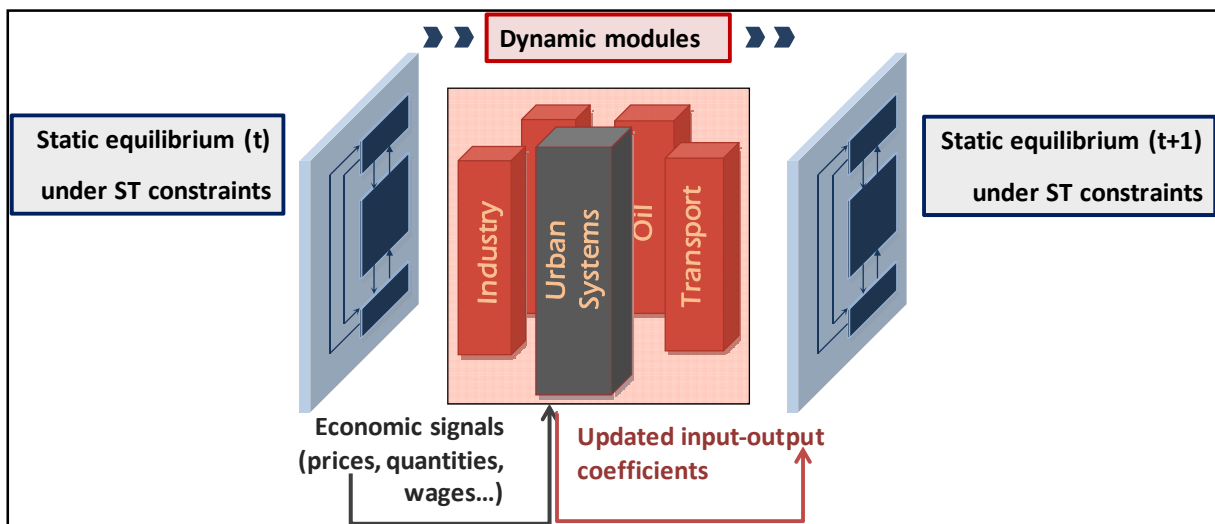 Dynamic modules
Static equilibrium (t)
under ST constraints
Industry
Urban
Systems
Oil
Transport
Static equilibrium (t+1)
under ST constraints
Economic signals
(prices, quantities,
wages…)
Updated input-output
coefficients